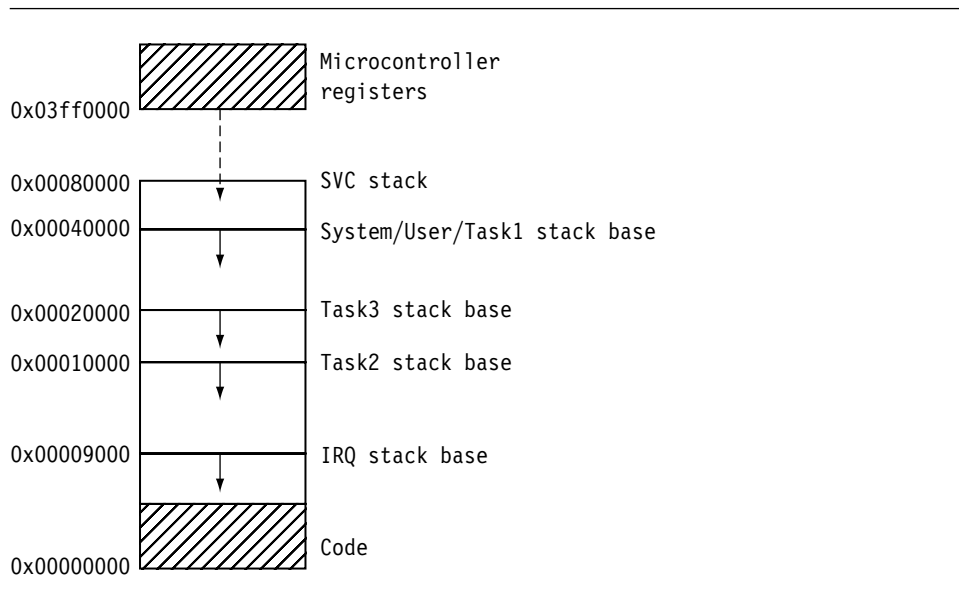 Microcontroller
registers
0x03ff0000
0x00080000 SVC stack
0x00040000 System/User/Task1 stack base
0x00020000 Task3 stack base
0x00010000 Task2 stack base
0x00009000 IRQ stack base
Code
0x00000000